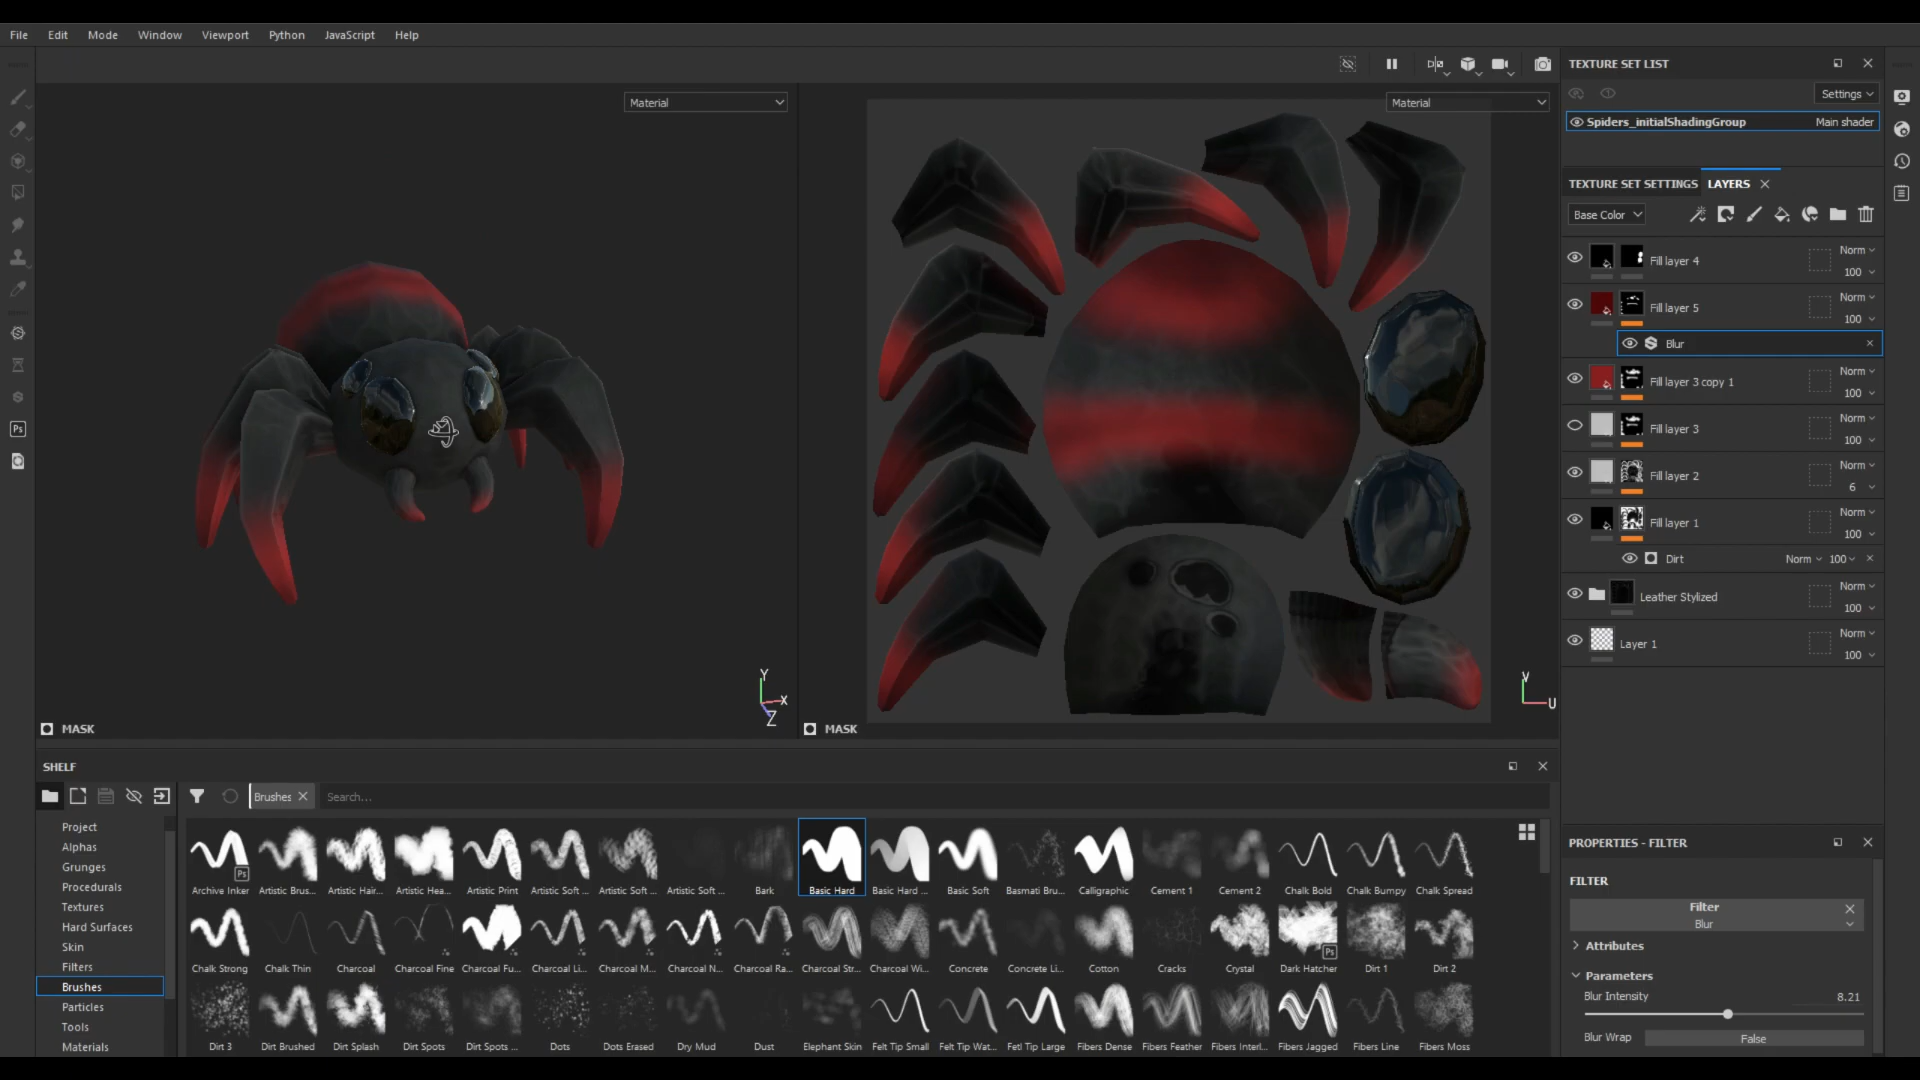 File Edit Mode Window Viewport Python JavaScript Help
Material
Material
MASK
MASK
Y
X
Z
V
U
TEXTURE SET LIST
Settings
Spiders_initialShadingGroup Main shader
TEXTURE SET SETTINGS LAYERS
Base Color
Fill layer 4 Norm 100
Fill layer 5 Norm 100
Blur
Fill layer 3 copy 1 Norm 100
Fill layer 3 Norm 100
Fill layer 2 Norm 6
Fill layer 1 Norm 100
Dirt Norm 100
Leather Stylized Norm 100
Layer 1 Norm 100
Ps
SHELF
Brushes Search...
Project
Alphas
Grunges
Procedurals
Textures
Hard Surfaces
Skin
Filters
Brushes
Particles
Tools
Materials
Ps
Archive Inker Artistic Brus... Artistic Hair... Artistic Hea... Artistic Print Artistic Soft ... Artistic Soft ... Artistic Soft ... Bark Basic Hard Basic Hard ... Basic Soft Basmati Bru... Calligraphic Cement 1 Cement 2 Chalk Bold Chalk Bumpy Chalk Spread
Ps
Chalk Strong Chalk Thin Charcoal Charcoal Fine Charcoal Fu... Charcoal Li... Charcoal M... Charcoal N... Charcoal Ra... Charcoal Str... Charcoal Wi... Concrete Concrete Li... Cotton Cracks Crystal Dark Hatcher Dirt 1 Dirt 2
Dirt 3 Dirt Brushed Dirt Splash Dirt Spots Dirt Spots ... Dots Dots Erased Dry Mud Dust Elephant Skin Felt Tip Small Felt Tip Wat... Fetl Tip Large Fibers Dense Fibers Feather Fibers Interl... Fibers Jagged Fibers Line Fibers Moss
PROPERTIES - FILTER
FILTER
Filter
Blur
Attributes
Parameters
Blur Intensity 8.21
Blur Wrap False